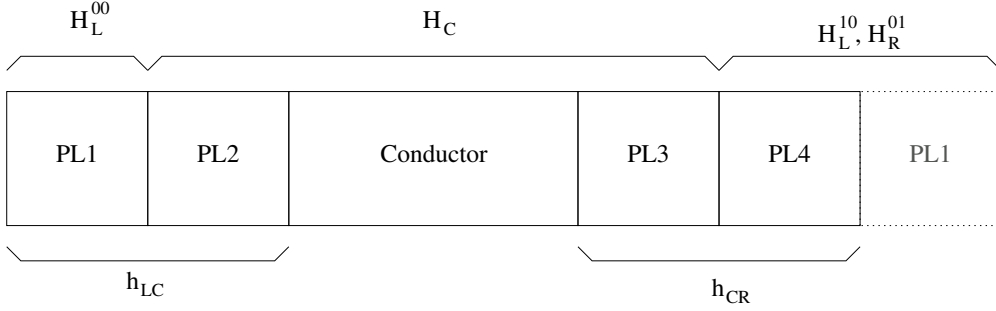 H_L^00 H_C H_L^10, H_R^01
PL1 PL2 Conductor PL3 PL4 PL1
h_LC h_CR